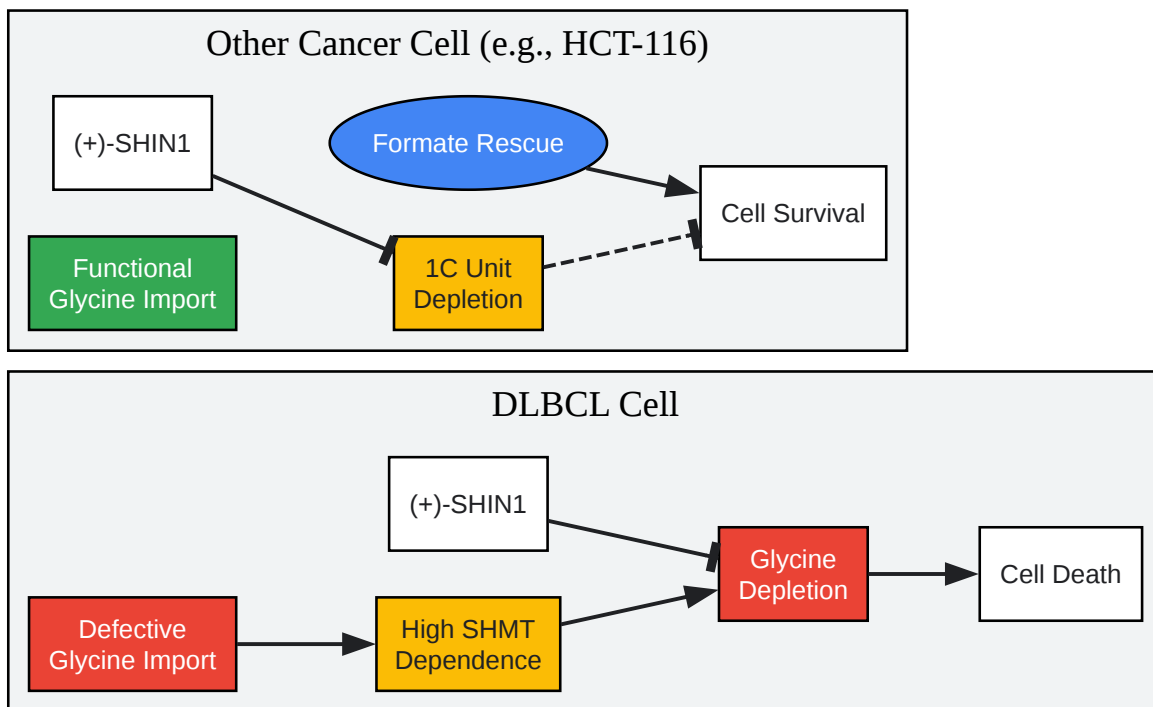 Other Cancer Cell (e.g., HCT-116)
(+)-SHIN1
Formate Rescue
Cell Survival
Functional
Glycine Import
1C Unit
Depletion
DLBCL Cell
(+)-SHIN1
Glycine
Depletion
Cell Death
Defective
Glycine Import
High SHMT
Dependence